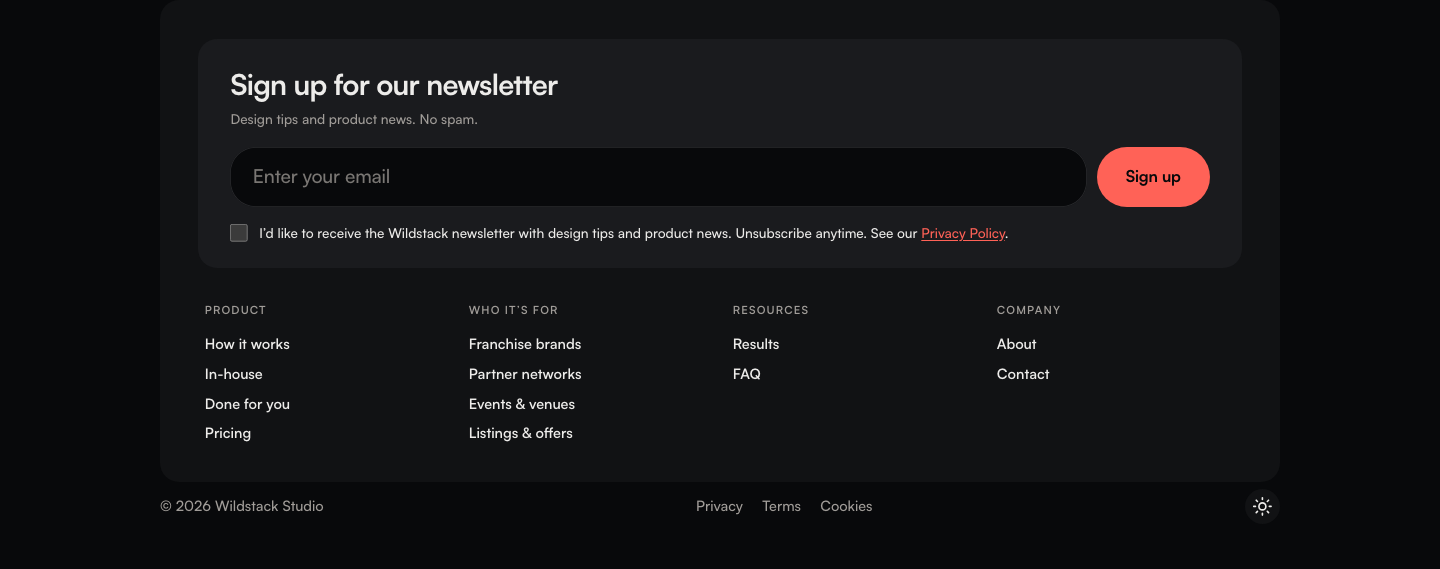 Sign up for our newsletter
Design tips and product news. No spam.
Enter your email
Sign up
I’d like to receive the Wildstack newsletter with design tips and product news. Unsubscribe anytime. See our Privacy Policy.
PRODUCT
How it works
In-house
Done for you
Pricing
WHO IT’S FOR
Franchise brands
Partner networks
Events & venues
Listings & offers
RESOURCES
Results
FAQ
COMPANY
About
Contact
© 2026 Wildstack Studio
Privacy
Terms
Cookies